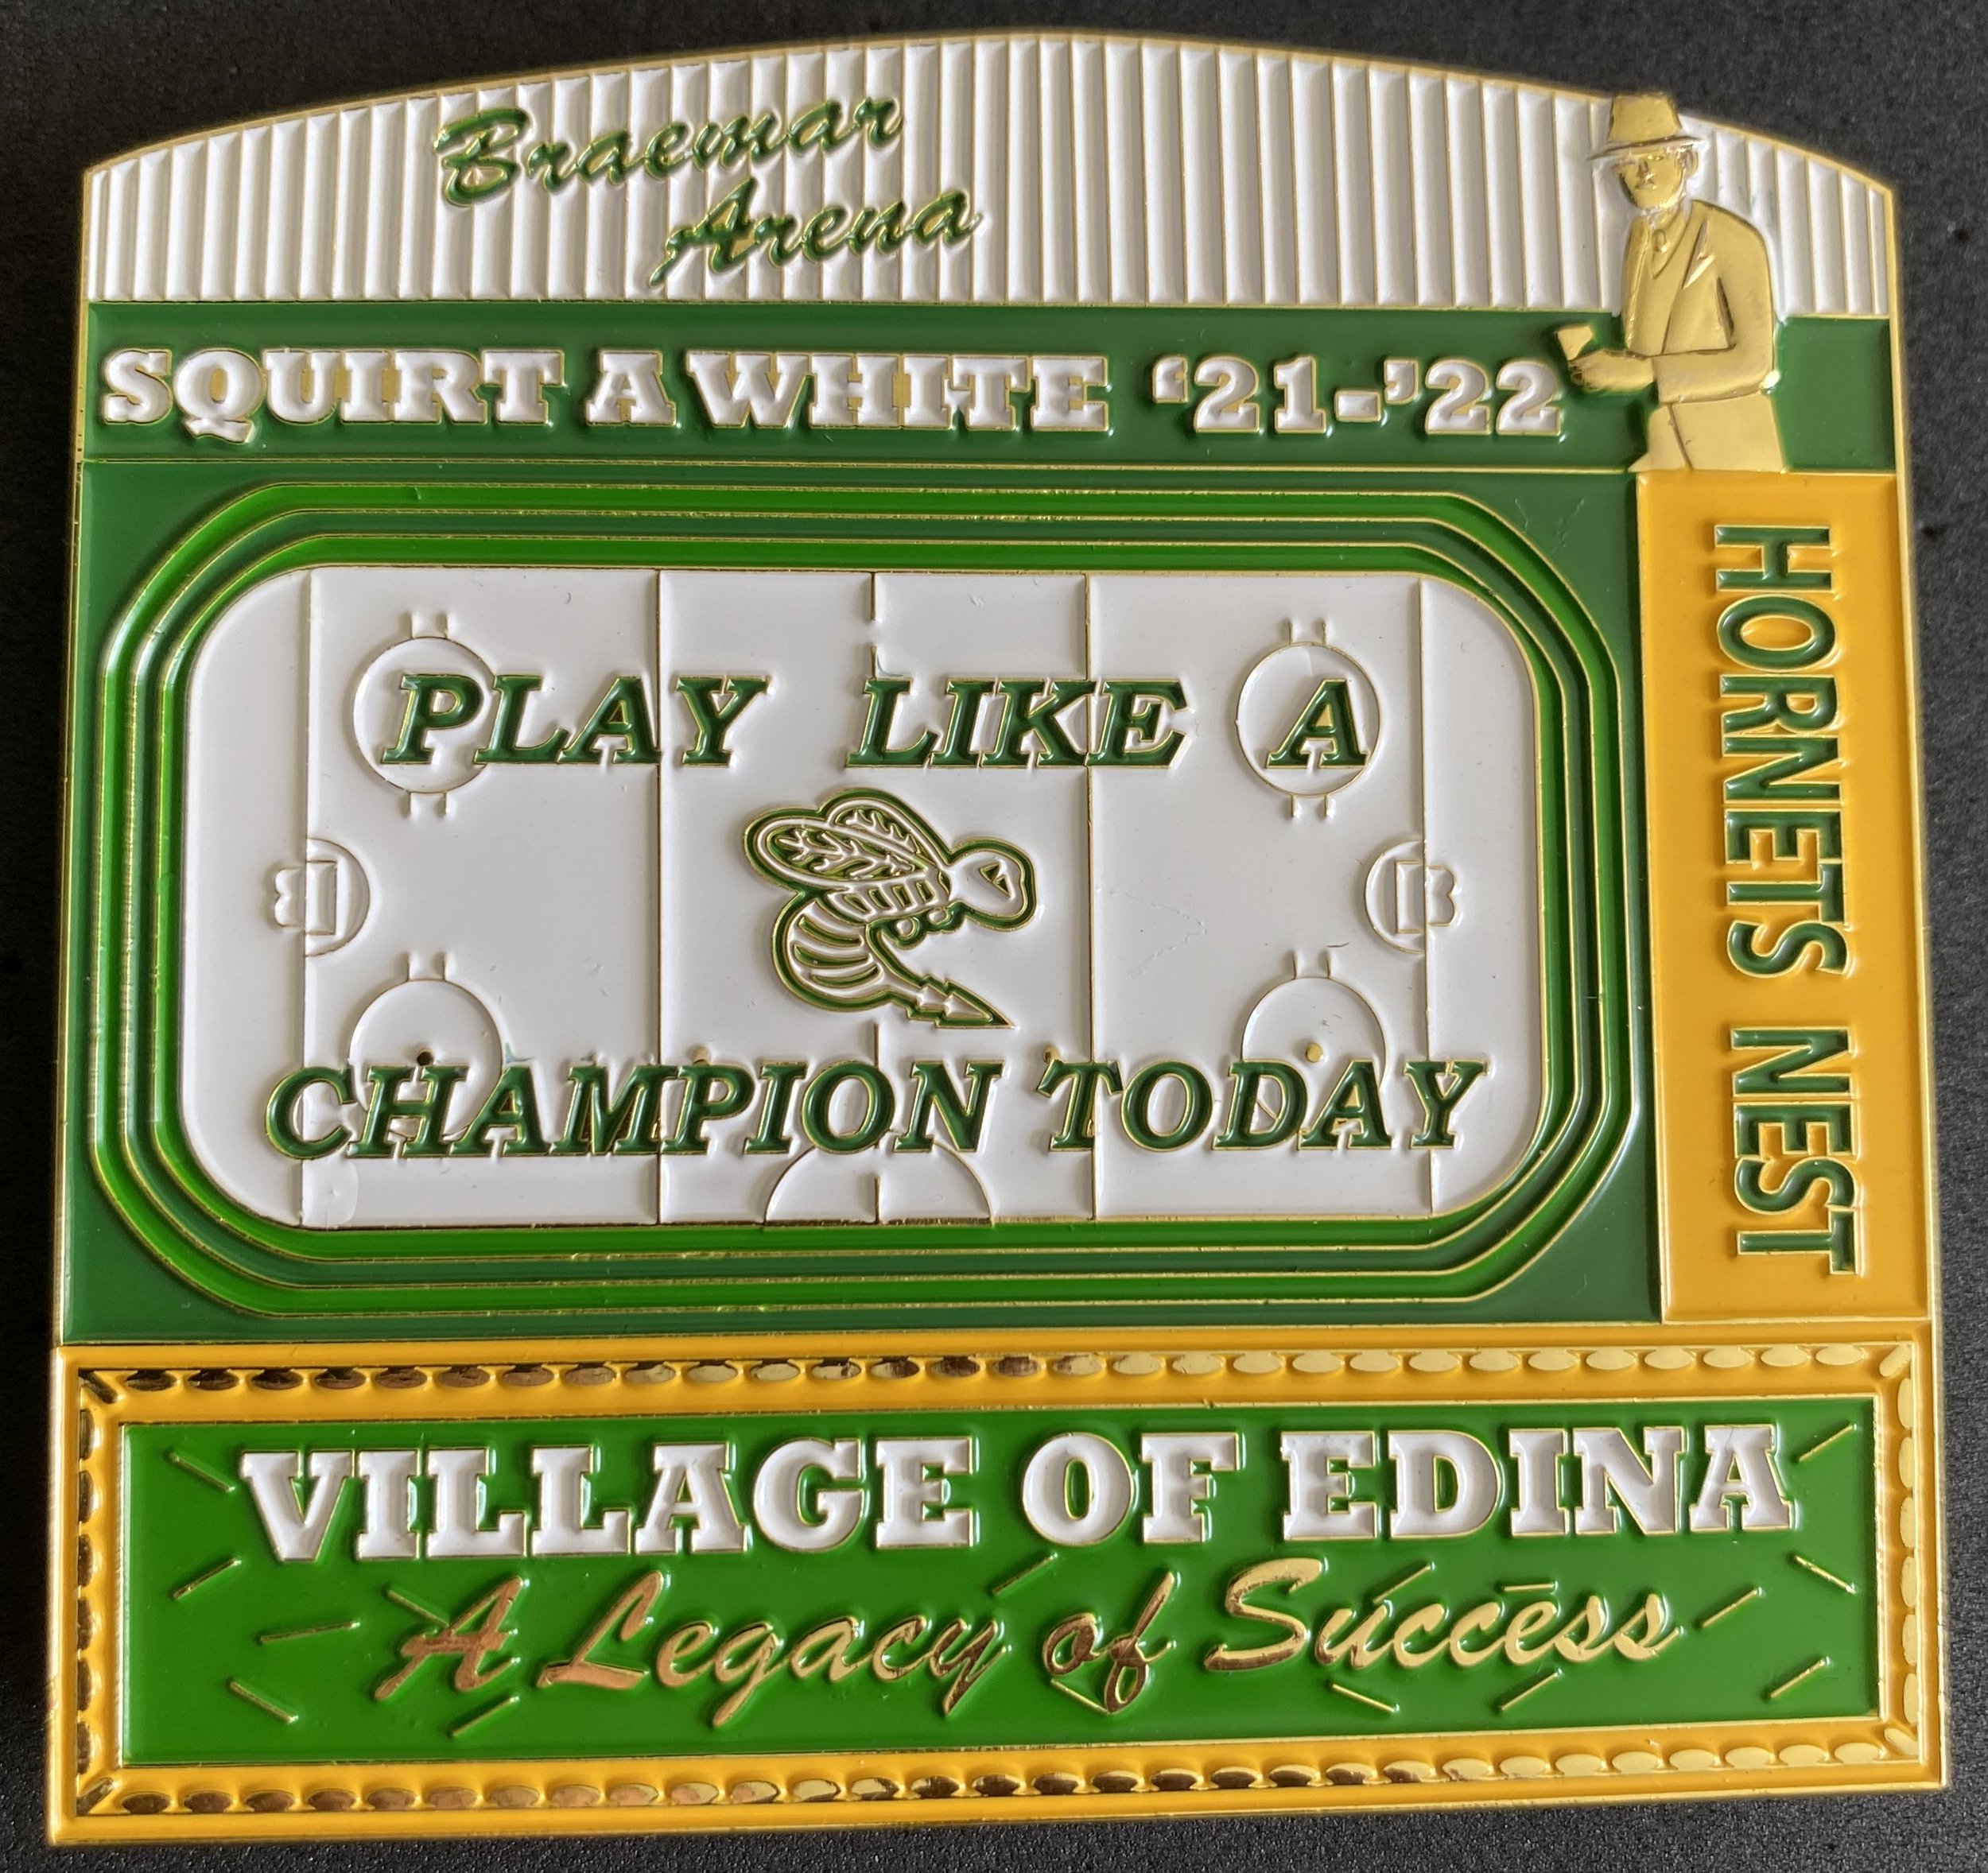 Braemar
Arena
SQUIRT A WHITE ‘21-’22
PLAY LIKE A
CHAMPION TODAY
HORNETS NEST
VILLAGE OF EDINA
A Legacy of Success